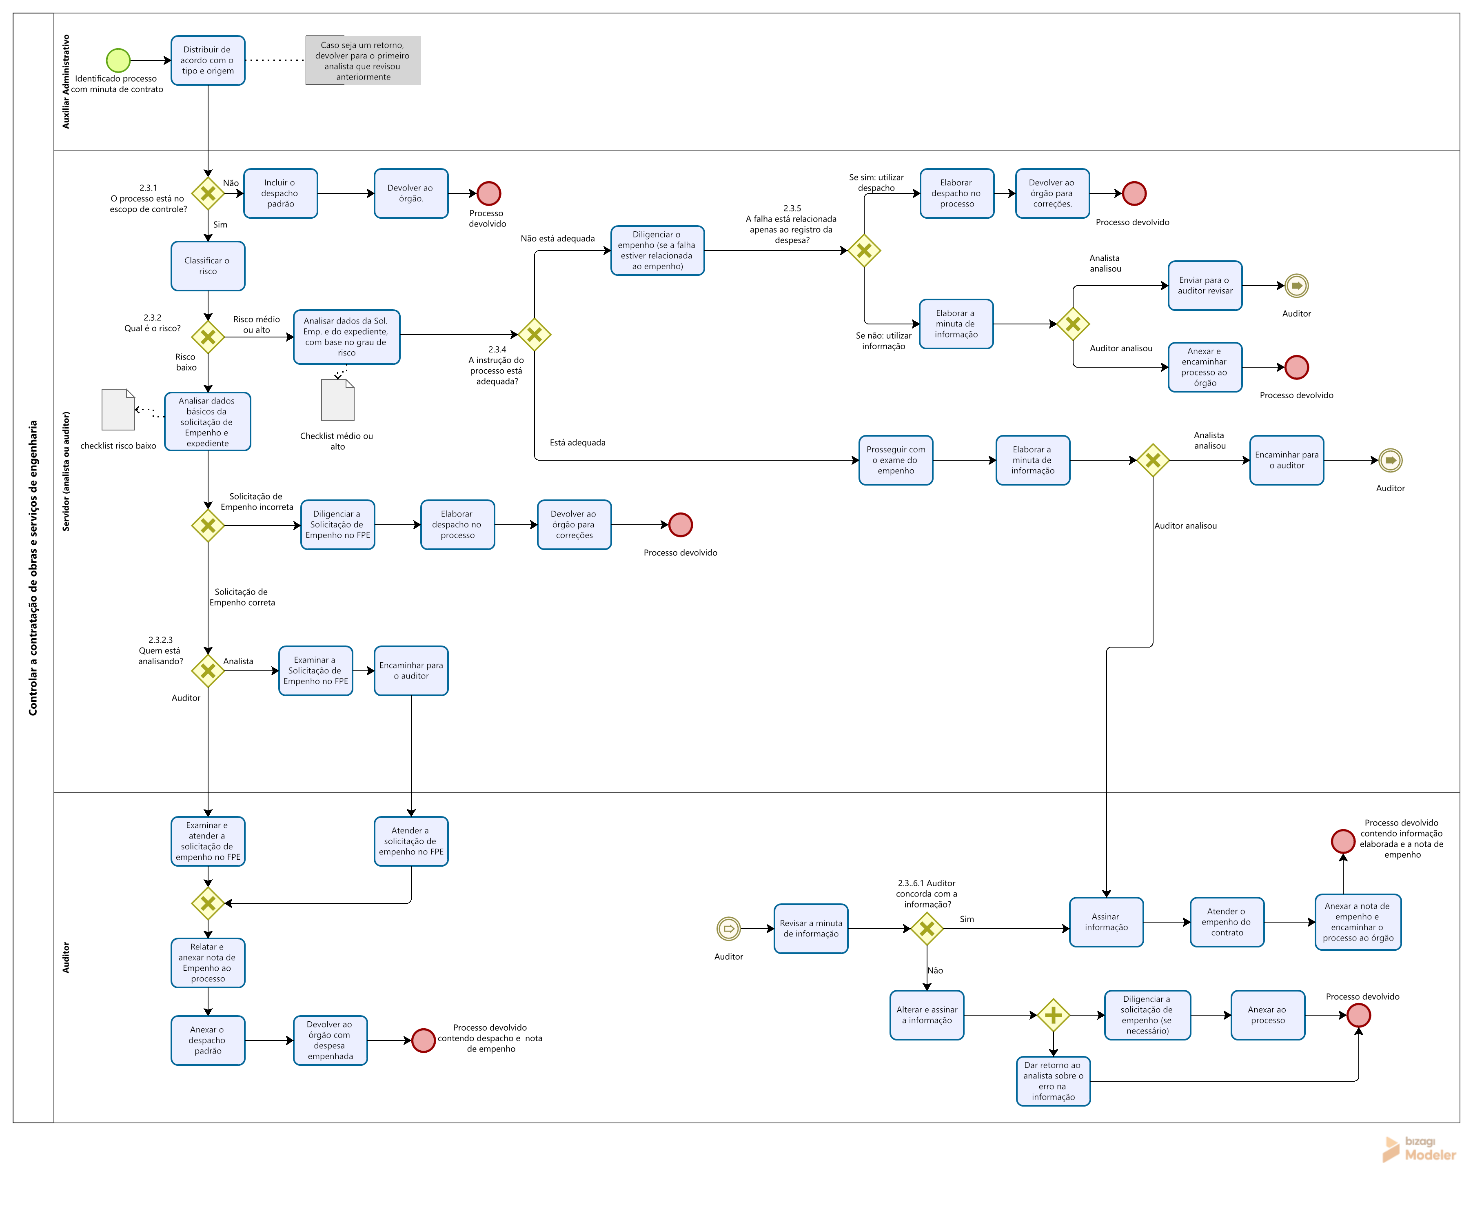 Controlar a contratação de obras e serviços de engenharia
Auxiliar Administrativo
Identificado processo
com minuta de contrato
Distribuir de
acordo com o
tipo e origem
Caso seja um retorno,
devolver para o primeiro
analista que revisou
anteriormente
Servidor (analista ou auditor)
2.3.1
O processo está no
escopo de controle?
Não
Sim
Incluir o
despacho
padrão
Devolver ao
órgão.
Processo
devolvido
Classificar o
risco
2.3.2
Qual é o risco?
Risco médio
ou alto
Risco
baixo
Analisar dados da Sol.
Emp. e do expediente,
com base no grau de
risco
Checklist médio ou
alto
Analisar dados
básicos da
solicitação de
Empenho e
expediente
checklist risco baixo
2.3.4
A instrução do
processo está
adequada?
Não está adequada
Está adequada
Diligenciar o
empenho (se a falha
estiver relacionada
ao empenho)
2.3.5
A falha está relacionada
apenas ao registro da
despesa?
Se sim: utilizar
despacho
Elaborar
despacho no
processo
Devolver ao
órgão para
correções.
Processo devolvido
Se não: utilizar
informação
Elaborar a
minuta de
informação
Analista
analisou
Enviar para o
auditor revisar
Auditor
Auditor analisou
Anexar e
encaminhar
processo ao
órgão
Processo devolvido
Prosseguir com
o exame do
empenho
Elaborar a
minuta de
informação
Analista
analisou
Encaminhar para
o auditor
Auditor
Auditor analisou
Solicitação de
Empenho incorreta
Diligenciar a
Solicitação de
Empenho no FPE
Elaborar
despacho no
processo
Devolver ao
órgão para
correções
Processo devolvido
Solicitação de
Empenho correta
2.3.2.3
Quem está
analisando?
Analista
Auditor
Examinar a
Solicitação de
Empenho no FPE
Encaminhar para
o auditor
Auditor
Examinar e
atender a
solicitação de
empenho no FPE
Atender a
solicitação de
empenho no FPE
Relatar e
anexar nota de
Empenho ao
processo
Anexar o
despacho
padrão
Devolver ao
órgão com
despesa
empenhada
Processo devolvido
contendo despacho e  nota
de empenho
Auditor
Revisar a minuta
de informação
2.3..6.1 Auditor
concorda com a
informação?
Sim
Não
Assinar
informação
Atender o
empenho do
contrato
Anexar a nota de
empenho e
encaminhar o
processo ao órgão
Processo devolvido
contendo informação
elaborada e a nota de
empenho
Alterar e assinar
a informação
Diligenciar a
solicitação de
empenho (se
necessário)
Anexar ao
processo
Processo devolvido
Dar retorno ao
analista sobre o
erro na
informação
bizagi
Modeler